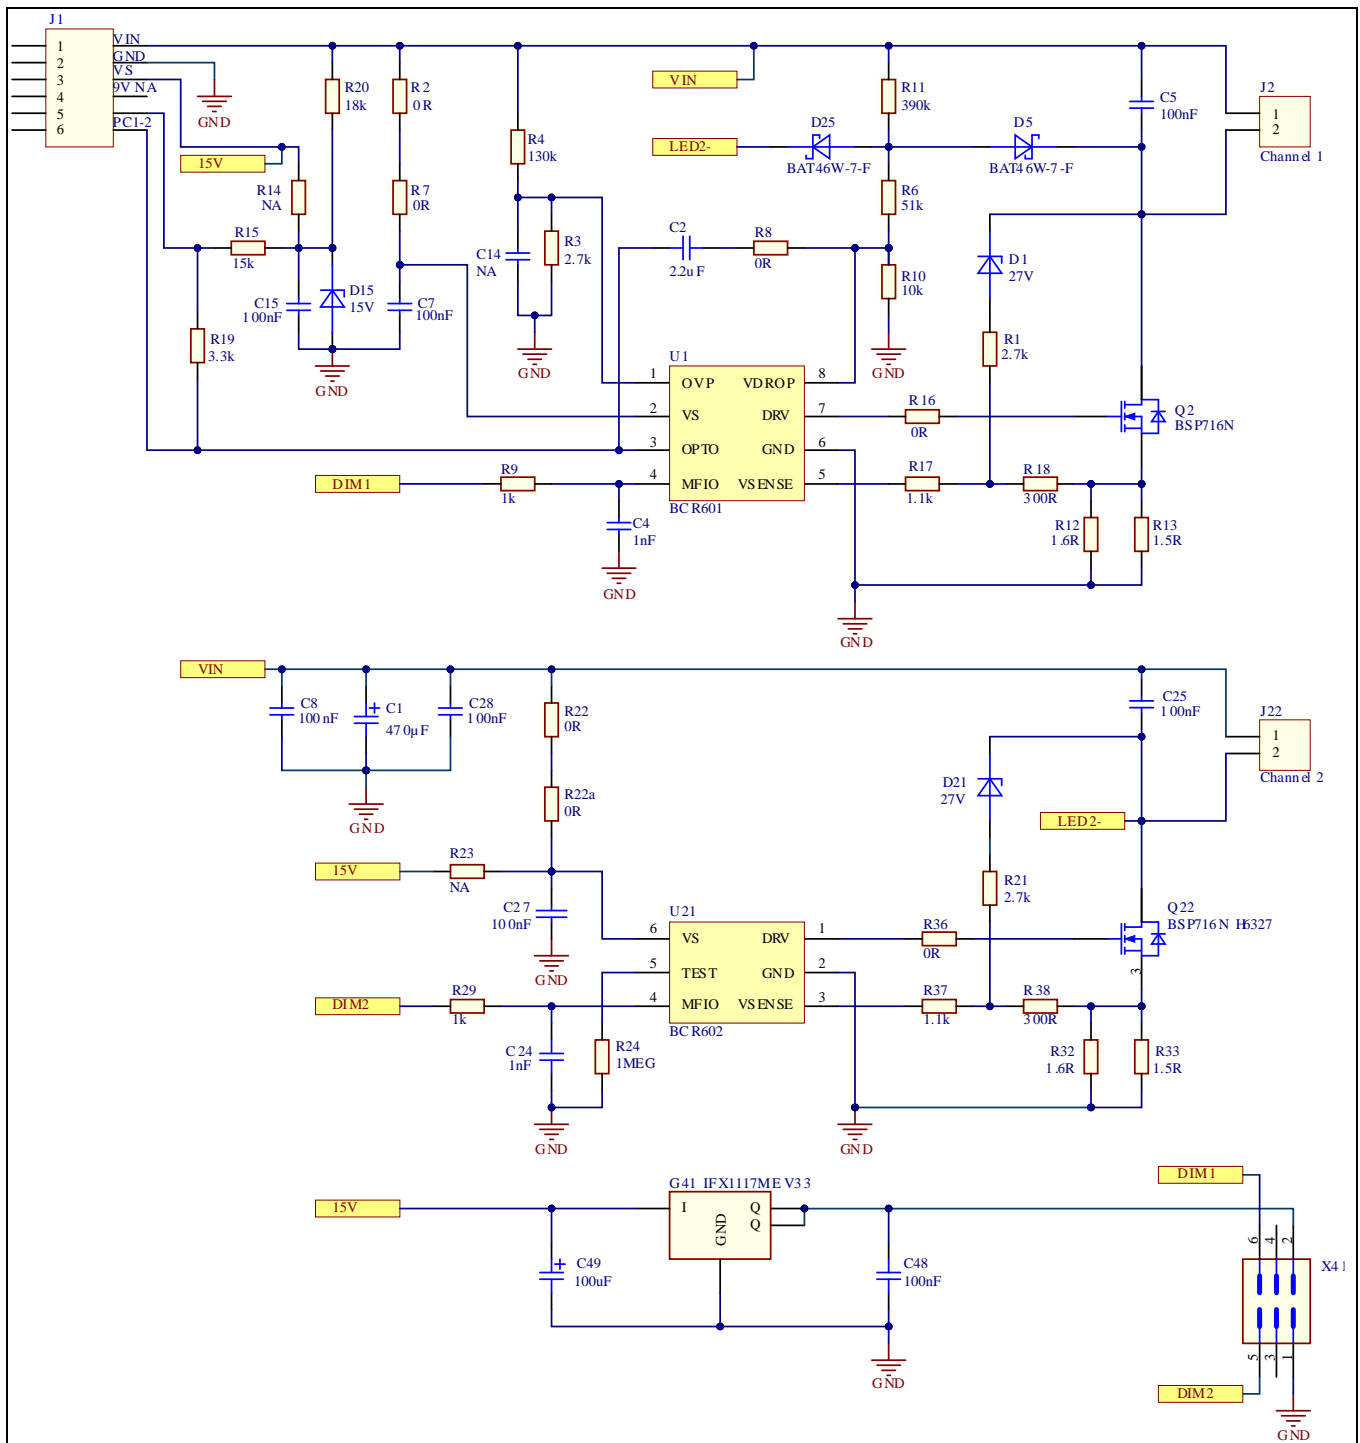 J1
1 VIN
2 GND
3 VS
4 9V NA
5
6 PC1-2
GND
15V
R14
NA
R20
18k
R2
0R
R7
0R
R4
130k
VIN
LED2-
D25
BAT46W-7-F
R11
390k
D5
BAT46W-7-F
C5
100nF
J2
1
2
Channel 1
R6
51k
R15
15k
C15
100nF
D15
15V
C7
100nF
GND
R19
3.3k
C14
NA
R3
2.7k
GND
C2
2.2uF
R8
0R
R10
10k
GND
D1
27V
R1
2.7k
U1
1 OVP VDROP 8
2 VS DRV 7
3 OPTO GND 6
4 MFIO VSENSE 5
BCR601
R16
0R
Q2
BSP716N
DIM1
R9
1k
C4
1nF
GND
R17
1.1k
R18
300R
R12
1.6R
R13
1.5R
GND
VIN
C8
100nF
C1
470µF
C28
100nF
GND
R22
0R
R22a
0R
C25
100nF
J22
1
2
Channel 2
D21
27V
LED2-
15V
R23
NA
C27
100nF
GND
R21
2.7k
Q22
BSP716N H6327
3
U21
6 VS DRV 1
5 TEST GND 2
4 MFIO VSENSE 3
BCR602
R36
0R
DIM2
R29
1k
C24
1nF
R24
1MEG
GND
R37
1.1k
R38
300R
R32
1.6R
R33
1.5R
GND
15V
G41 IFX1117ME V33
I
GND
Q
Q
C49
100uF
C48
100nF
GND
DIM1
6 4 2
X41
5 3 1
DIM2
GND